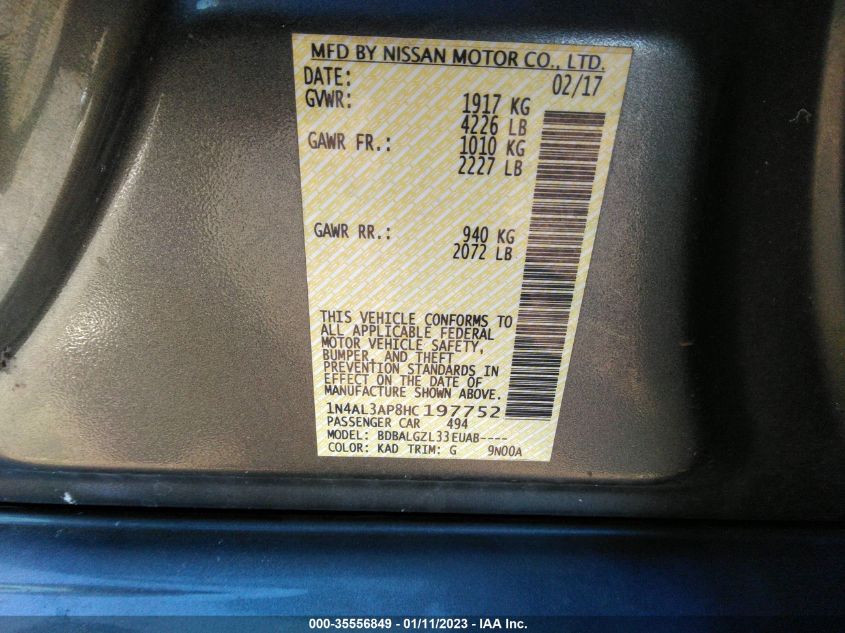 MFD BY NISSAN MOTOR CO., LTD.
DATE: 02/17
GVWR: 1917 KG
4226 LB
GAWR FR.: 1010 KG
2227 LB
GAWR RR.: 940 KG
2072 LB
THIS VEHICLE CONFORMS TO
ALL APPLICABLE FEDERAL
MOTOR VEHICLE SAFETY,
BUMPER, AND THEFT
PREVENTION STANDARDS IN
EFFECT ON THE DATE OF
MANUFACTURE SHOWN ABOVE.
1N4AL3AP8HC197752
PASSENGER CAR 494
MODEL: BDBALGZL33EUAB----
COLOR: KAD TRIM: G 9N00A
000-35556849 - 01/11/2023 - IAA Inc.